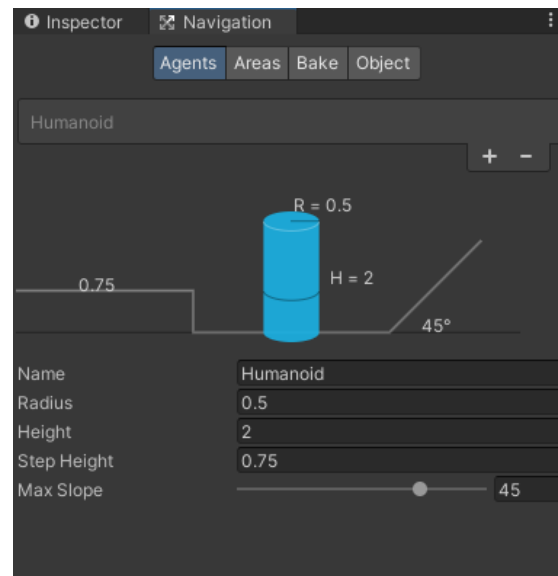 Inspector Navigation
Agents Areas Bake Object
Humanoid
+ -
R = 0.5
0.75
H = 2
45°
Name Humanoid
Radius 0.5
Height 2
Step Height 0.75
Max Slope 45